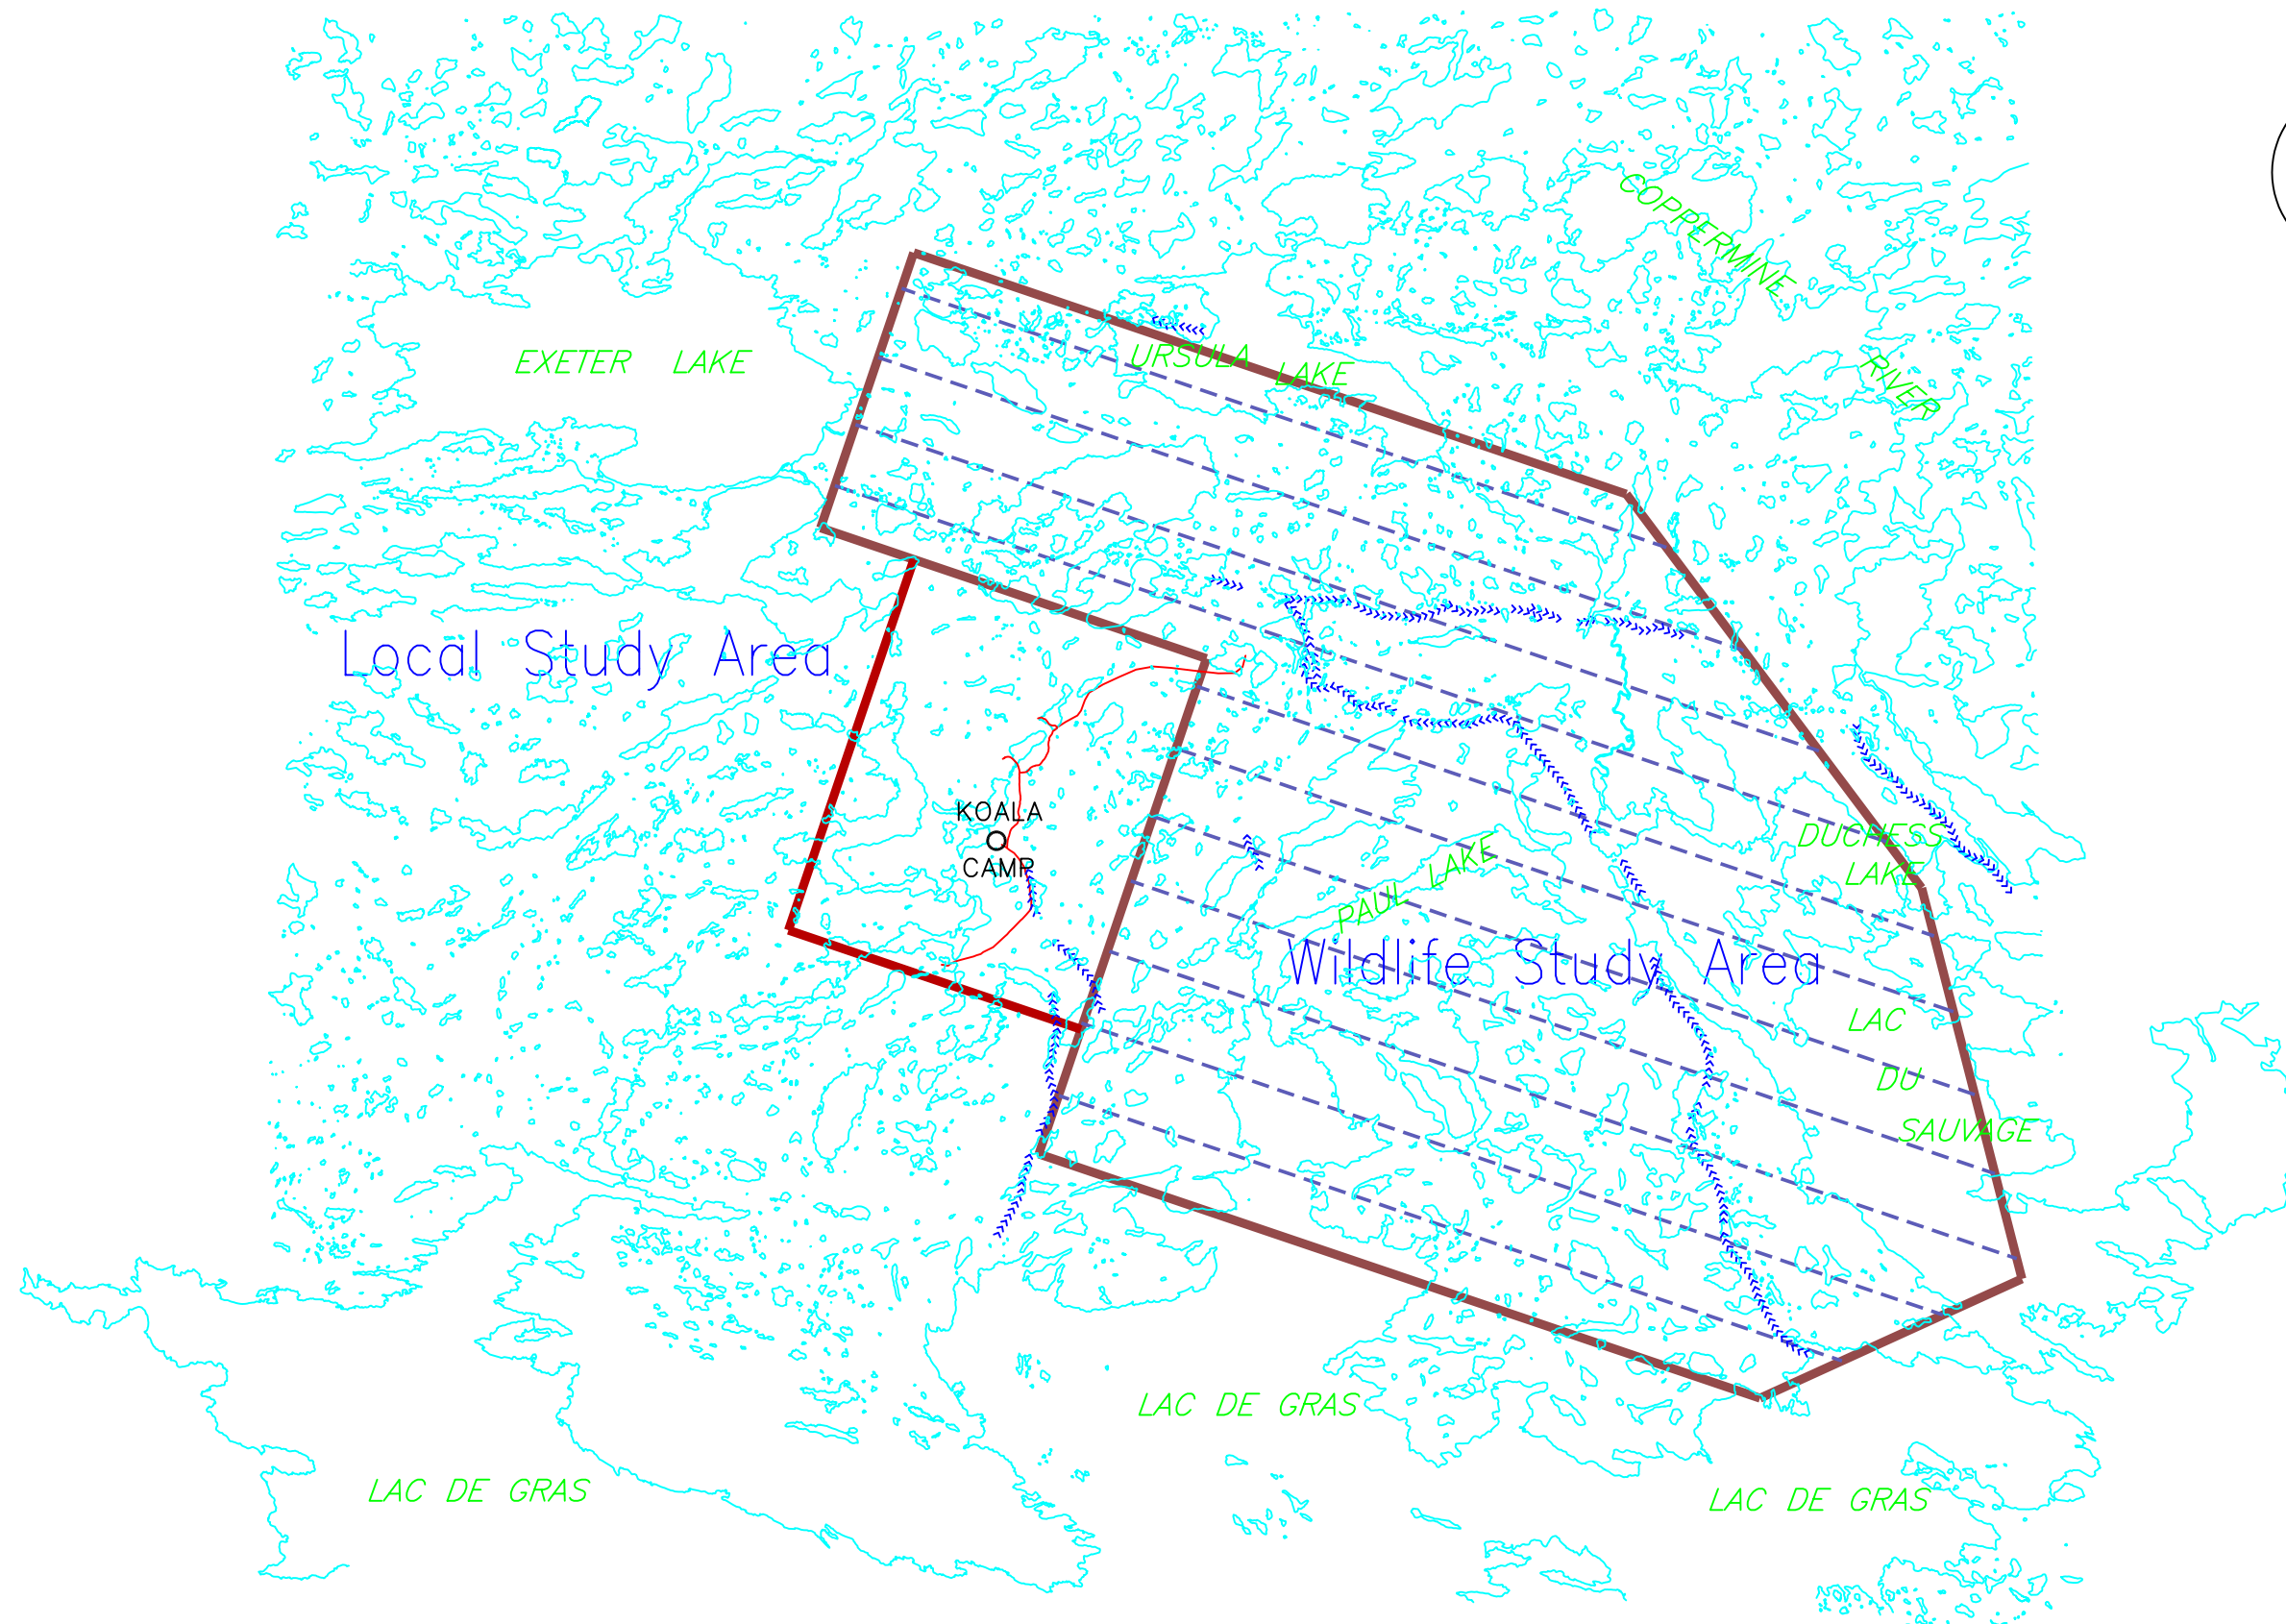 COPPERMINE
RIVER
EXETER LAKE
URSULA LAKE
Local Study Area
KOALA
CAMP
DUCHESS
LAKE
PAUL LAKE
Wildlife Study Area
LAC
DU
SAUVAGE
LAC DE GRAS
LAC DE GRAS
LAC DE GRAS